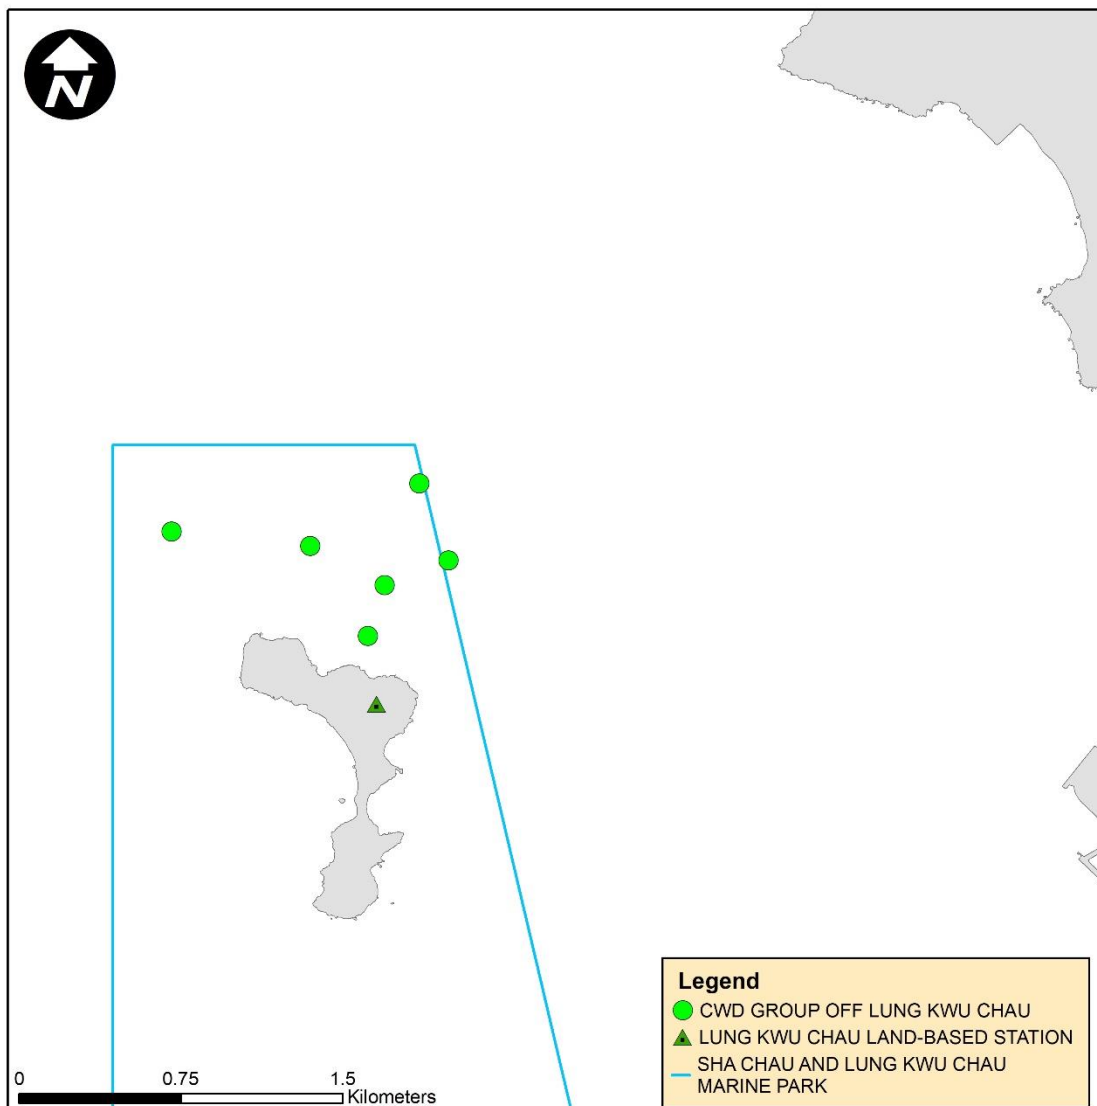 N
Legend
CWD GROUP OFF LUNG KWU CHAU
LUNG KWU CHAU LAND-BASED STATION
SHA CHAU AND LUNG KWU CHAU
MARINE PARK
0 0.75 1.5
Kilometers